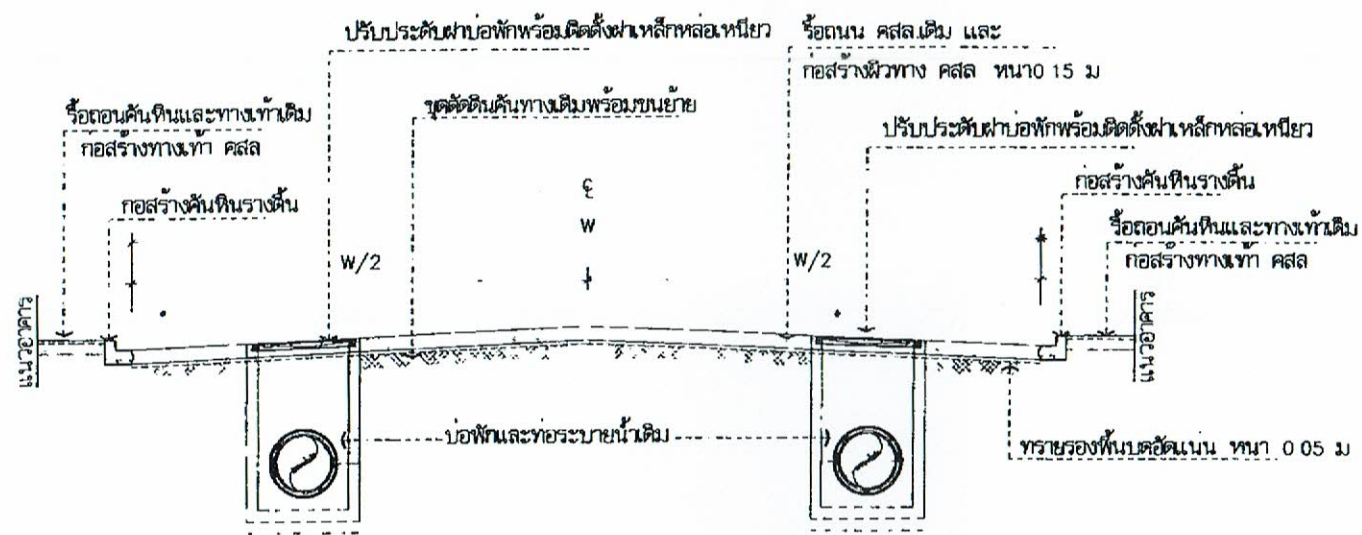 ปรับประดับฝาบ่อพักพร้อมติดตั้งฝาเหล็กหล่อเหนียว
รื้อถนน คสล.เดิม และ
ก่อสร้างผิวทาง คสล หนา0 15 ม
รื้อถอนคันหินและทางเท้าเดิม
ก่อสร้างทางเท้า คสล
ขุดตัดดินคันทางเดิมพร้อมขนย้าย
ปรับประดับฝาบ่อพักพร้อมติดตั้งฝาเหล็กหล่อเหนียว
ก่อสร้างคันหินรางตื้น
ก่อสร้างคันหินรางตื้น
รื้อถอนคันหินและทางเท้าเดิม
ก่อสร้างทางเท้า คสล
W
W/2
W/2
แนวอาคาร
แนวอาคาร
บ่อพักและท่อระบายน้ำเดิม
ทรายรองพื้นบดอัดแน่น หนา 0 05 ม